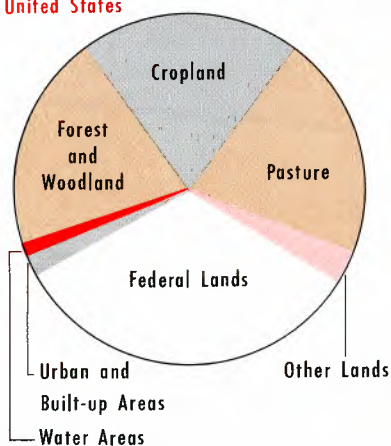 United States
Cropland
Forest
and
Woodland
Pasture
Federal Lands
Urban and
Built-up Areas
Other Lands
Water Areas